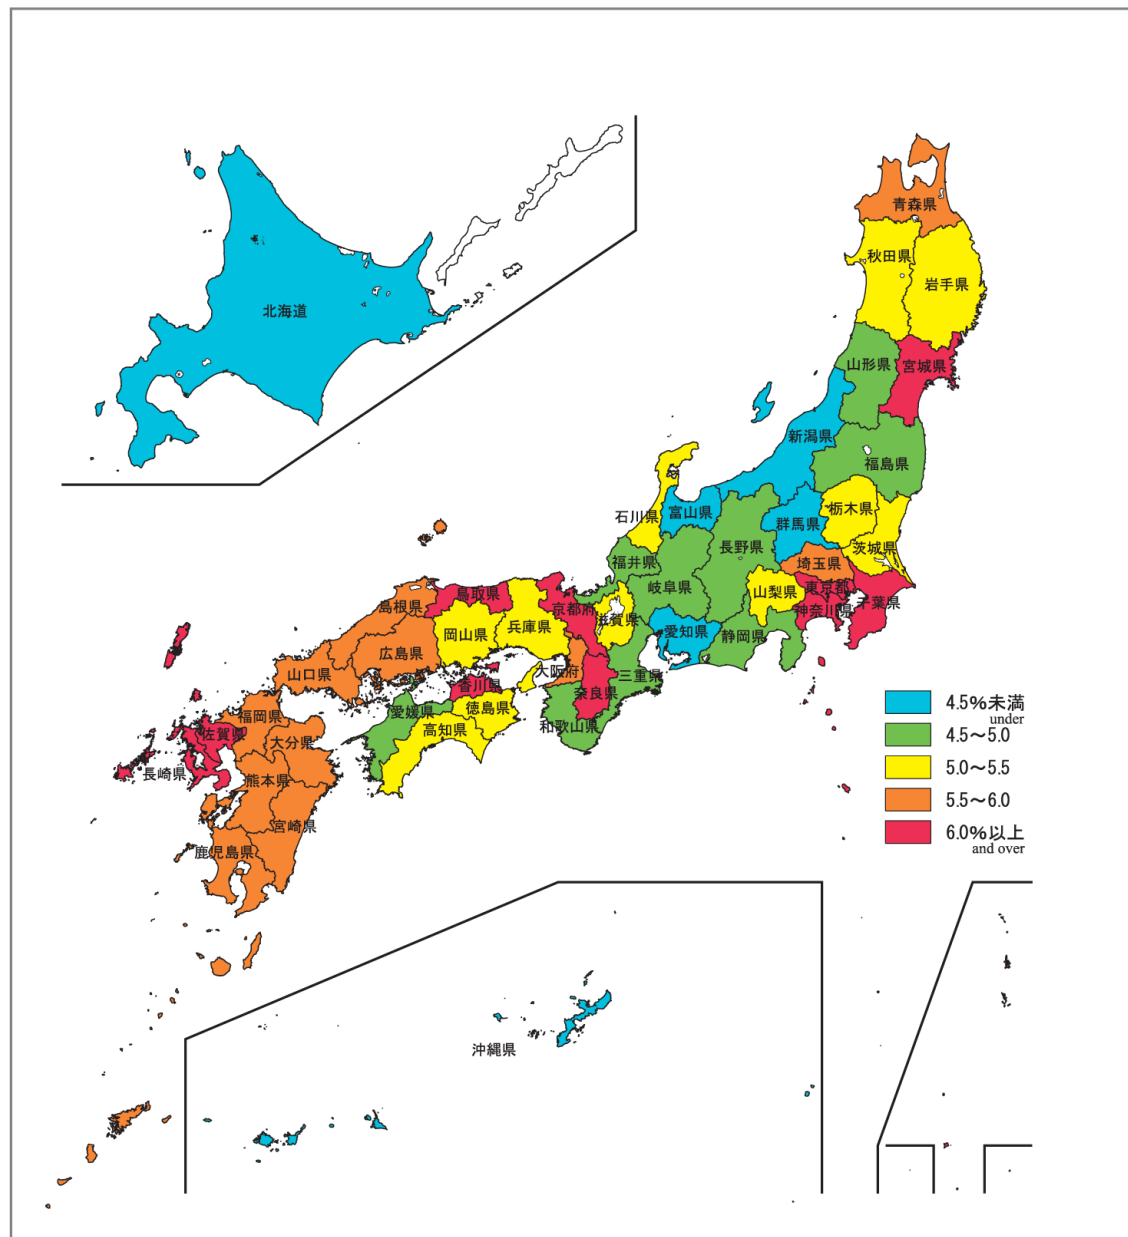 北海道
青森県
秋田県
岩手県
山形県
宮城県
新潟県
福島県
石川県
富山県
群馬県
栃木県
茨城県
福井県
長野県
埼玉県
岐阜県
山梨県
東京都
神奈川県
千葉県
鳥取県
島根県
京都府
滋賀県
愛知県
静岡県
岡山県
兵庫県
広島県
山口県
大阪府
三重県
奈良県
香川県
愛媛県
徳島県
高知県
和歌山県
福岡県
佐賀県
大分県
長崎県
熊本県
宮崎県
鹿児島県
沖縄県
4.5%未満
under
4.5～5.0
5.0～5.5
5.5～6.0
6.0%以上
and over